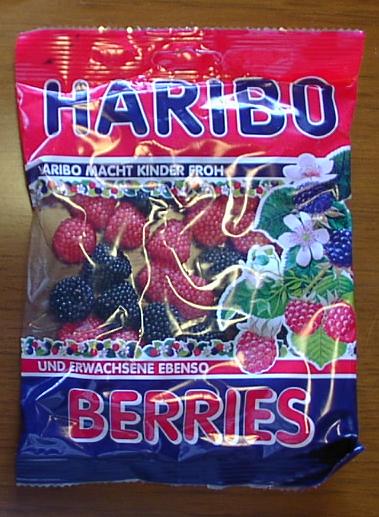 HARIBO
HARIBO MACHT KINDER FROH
UND ERWACHSENE EBENSO
BERRIES